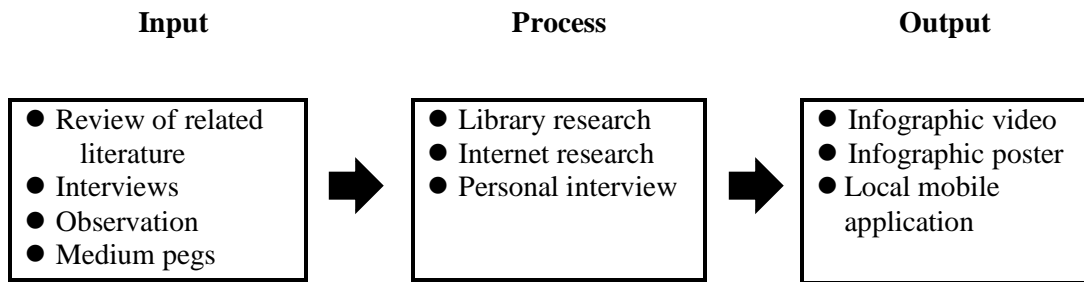 Input
Process
Output
● Review of related
literature
● Interviews
● Observation
● Medium pegs
● Library research
● Internet research
● Personal interview
● Infographic video
● Infographic poster
● Local mobile
application